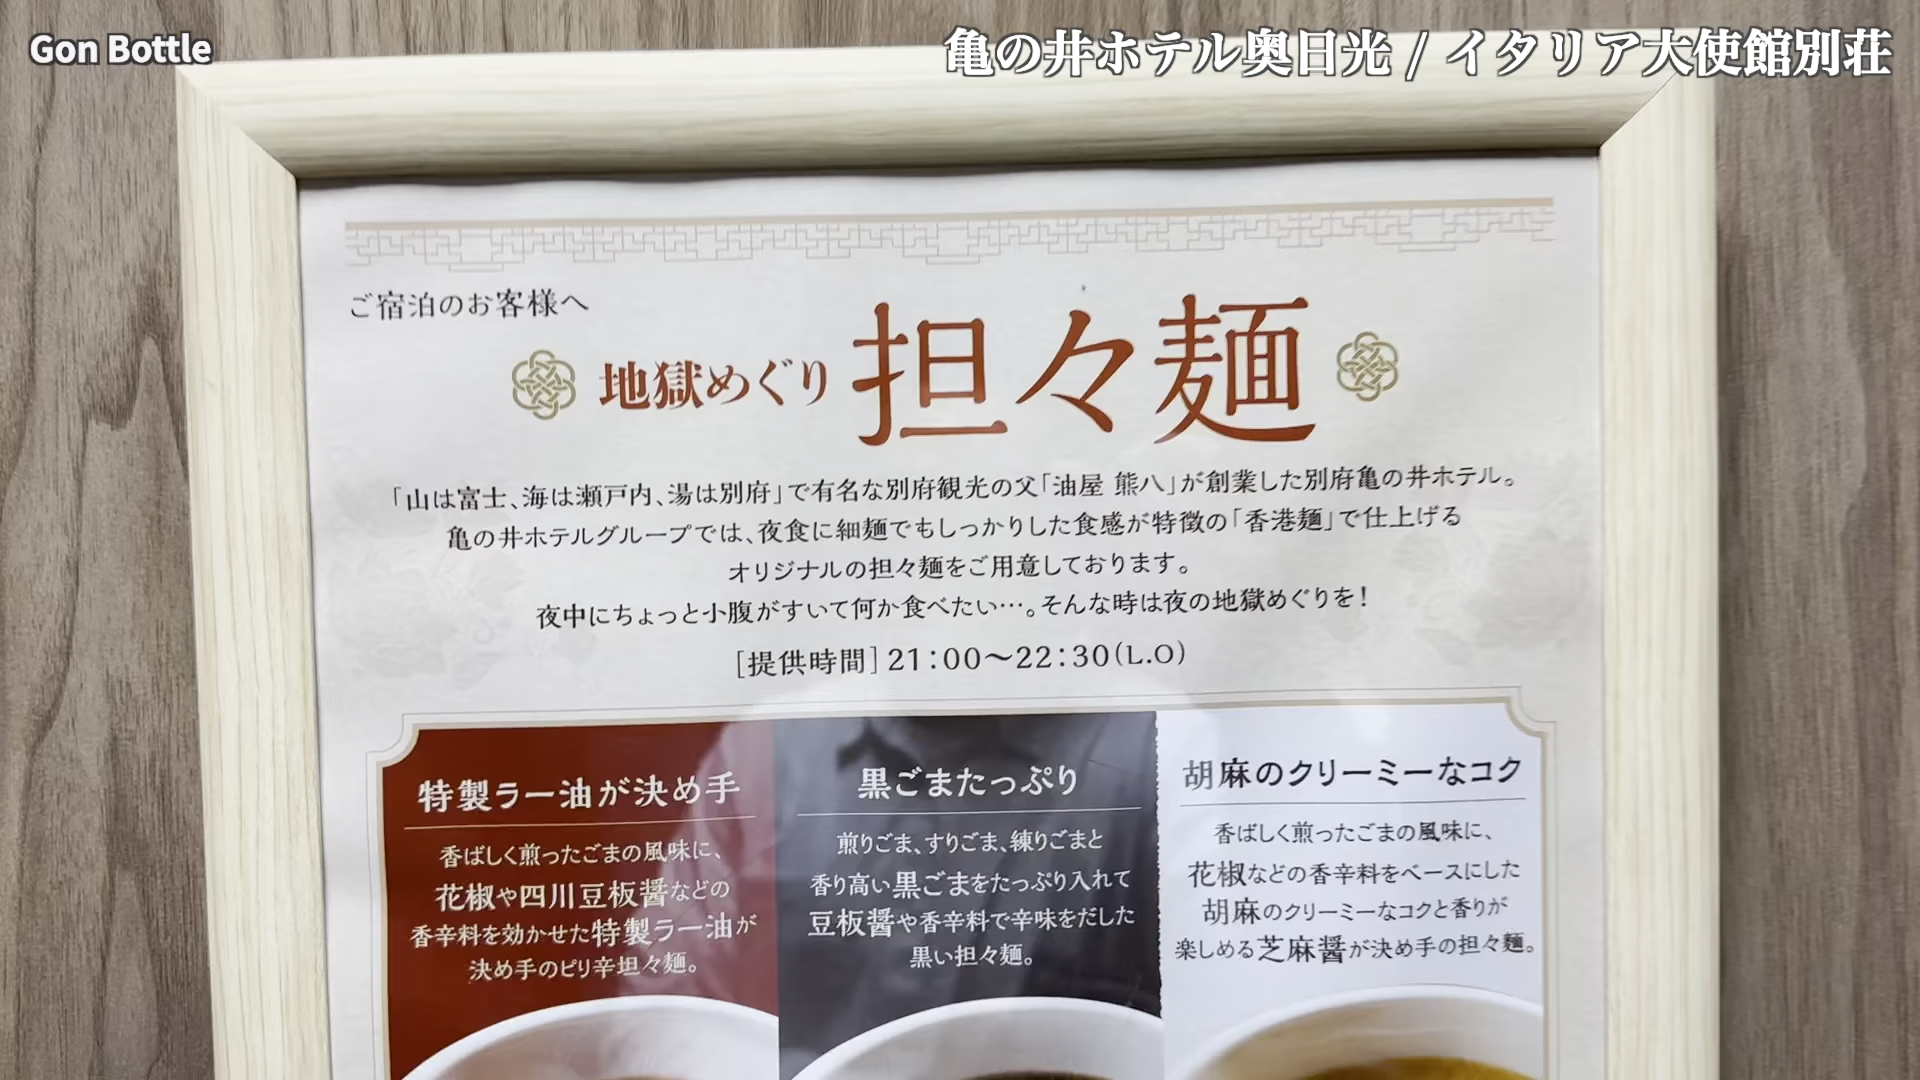 Gon Bottle
亀の井ホテル奥日光 / イタリア大使館別荘
ご宿泊のお客様へ
地獄めぐり 担々麺
「山は富士、海は瀬戸内、湯は別府」で有名な別府観光の父「油屋 熊八」が創業した別府亀の井ホテル。
亀の井ホテルグループでは、夜食に細麺でもしっかりした食感が特徴の「香港麺」で仕上げる
オリジナルの担々麺をご用意しております。
夜中にちょっと小腹がすいて何か食べたい…。そんな時は夜の地獄めぐりを！
[提供時間] 21：00〜22：30(L.O)
特製ラー油が決め手
香ばしく煎ったごまの風味に、
花椒や四川豆板醤などの
香辛料を効かせた特製ラー油が
決め手のピリ辛坦々麺。
黒ごまたっぷり
煎りごま、すりごま、練りごまと
香り高い黒ごまをたっぷり入れて
豆板醤や香辛料で辛味をだした
黒い担々麺。
胡麻のクリーミーなコク
香ばしく煎ったごまの風味に、
花椒などの香辛料をベースにした
胡麻のクリーミーなコクと香りが
楽しめる芝麻醤が決め手の担々麺。